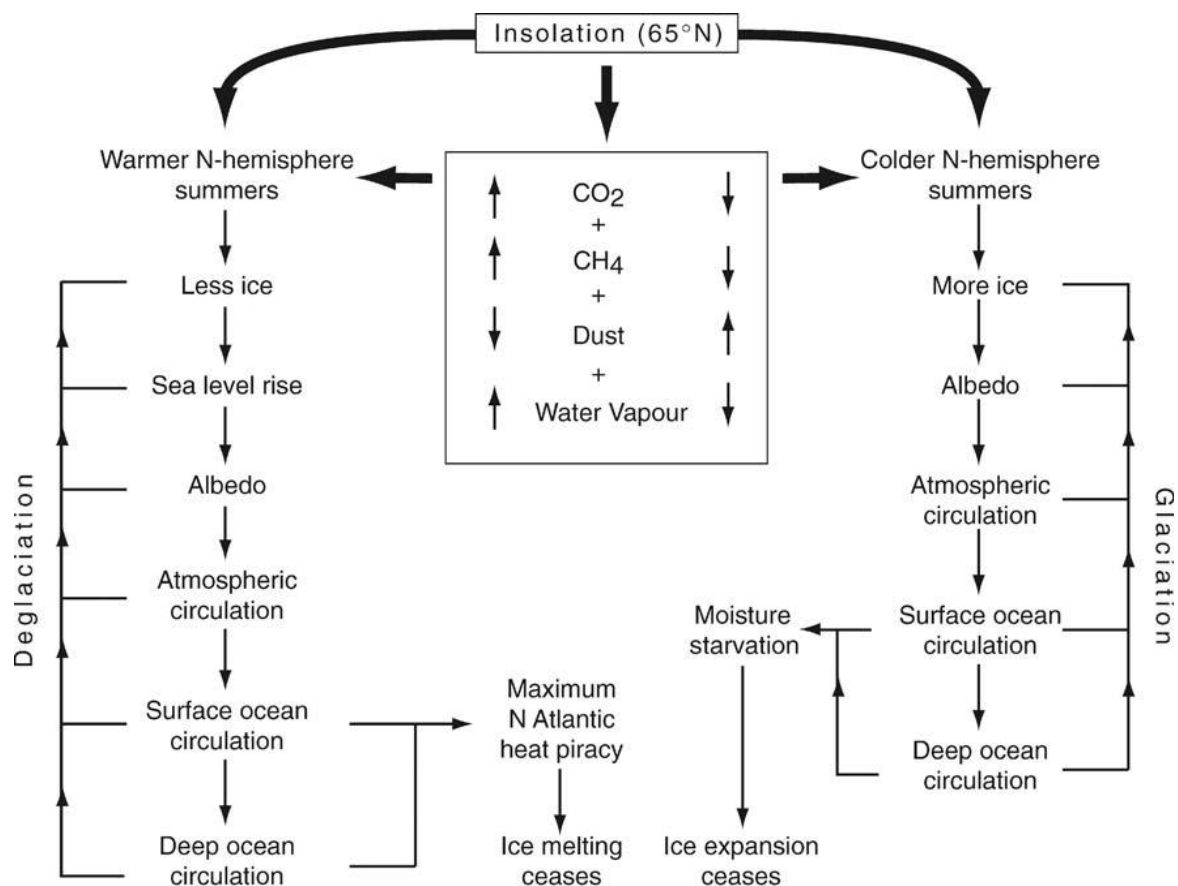 Insolation (65°N)
Warmer N-hemisphere
summers
Less ice
Sea level rise
Albedo
Atmospheric
circulation
Surface ocean
circulation
Deep ocean
circulation
Deglaciation
CO2
+
CH4
+
Dust
+
Water Vapour
Maximum
N Atlantic
heat piracy
Ice melting
ceases
Moisture
starvation
Ice expansion
ceases
Colder N-hemisphere
summers
More ice
Albedo
Atmospheric
circulation
Surface ocean
circulation
Deep ocean
circulation
Glaciation